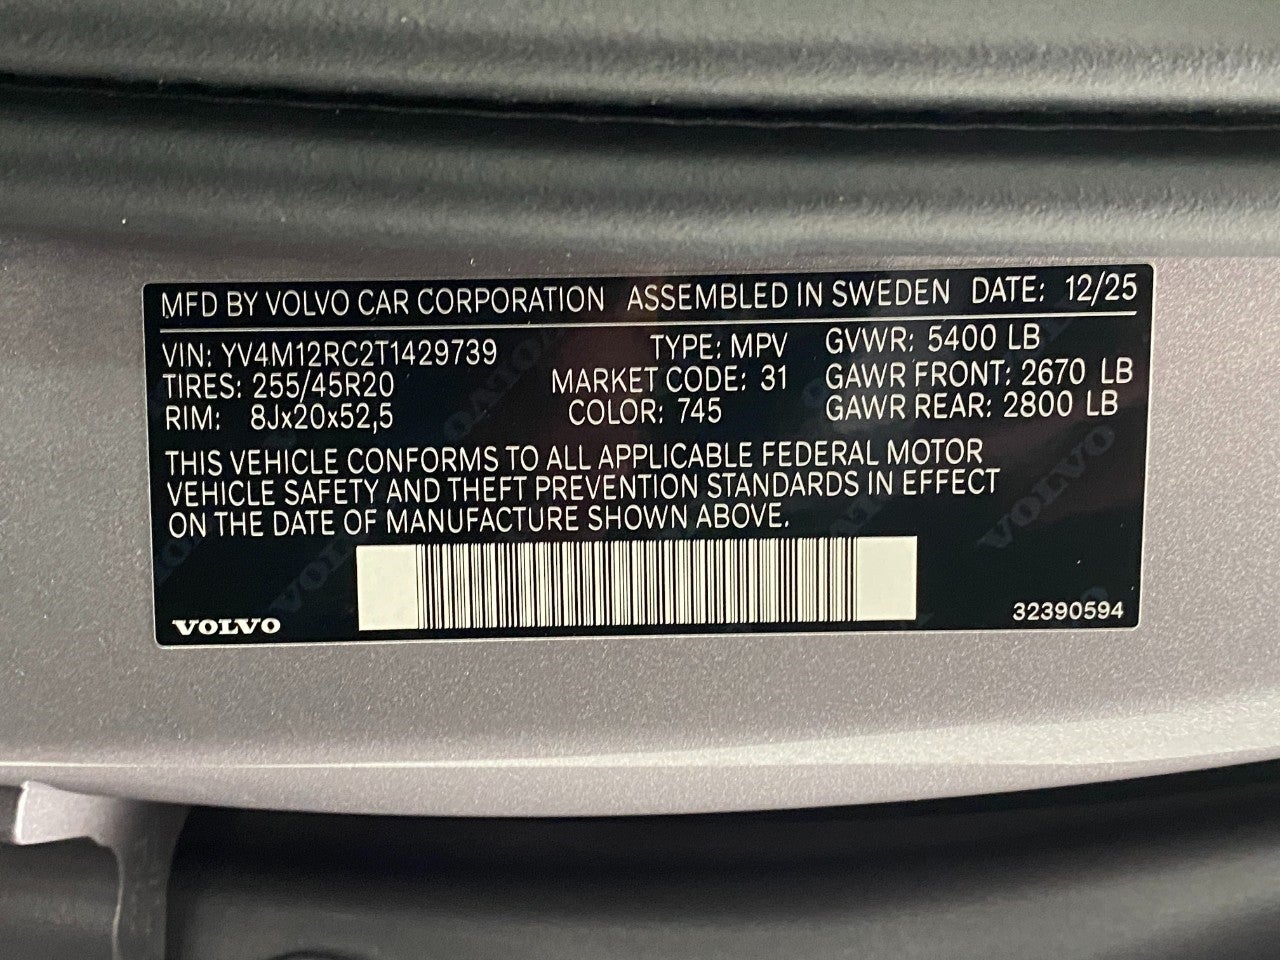 MFD BY VOLVO CAR CORPORATION ASSEMBLED IN SWEDEN DATE: 12/25
VIN: YV4M12RC2T1429739 TYPE: MPV GVWR: 5400 LB
TIRES: 255/45R20 MARKET CODE: 31 GAWR FRONT: 2670 LB
RIM: 8Jx20x52,5 COLOR: 745 GAWR REAR: 2800 LB
THIS VEHICLE CONFORMS TO ALL APPLICABLE FEDERAL MOTOR
VEHICLE SAFETY AND THEFT PREVENTION STANDARDS IN EFFECT
ON THE DATE OF MANUFACTURE SHOWN ABOVE.
VOLVO 32390594